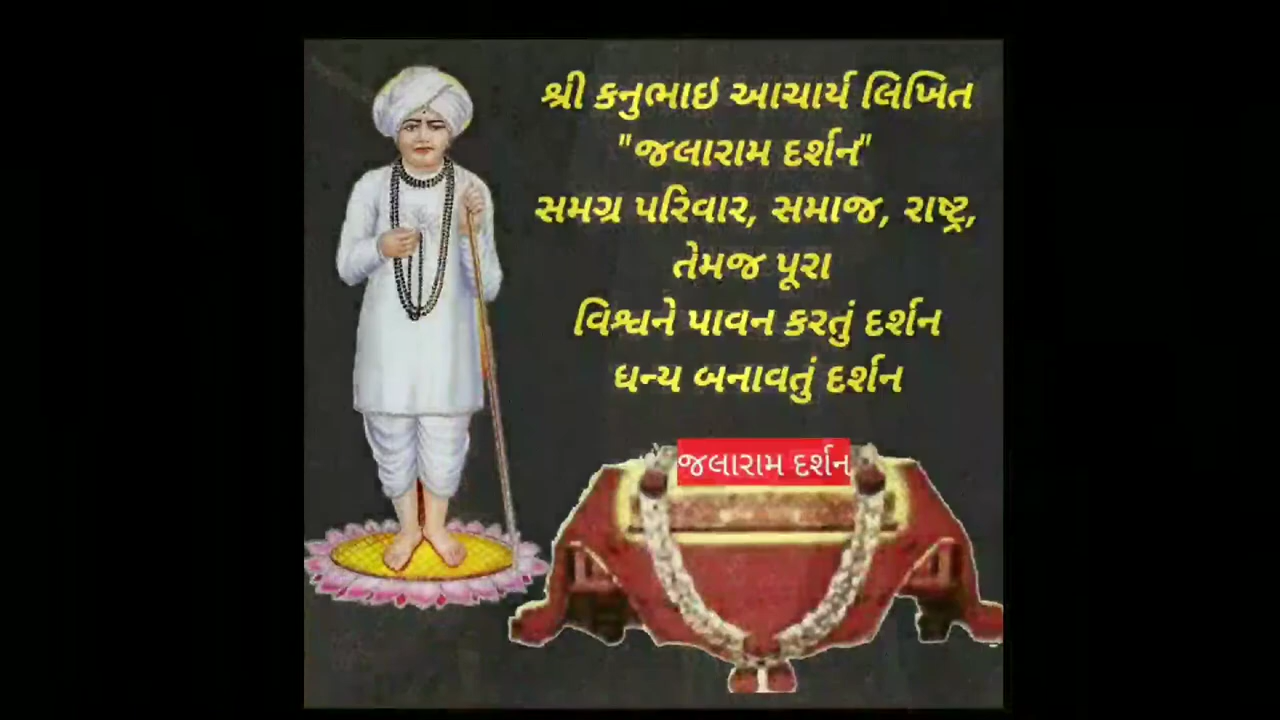 શ્રી કનુભાઇ આચાર્ય લિખિત
"જલારામ દર્શન"
સમગ્ર પરિવાર, સમાજ, રાષ્ટ્ર,
તેમજ પૂરા
વિશ્વને પાવન કરતું દર્શન
ધન્ય બનાવતું દર્શન
જલારામ દર્શન